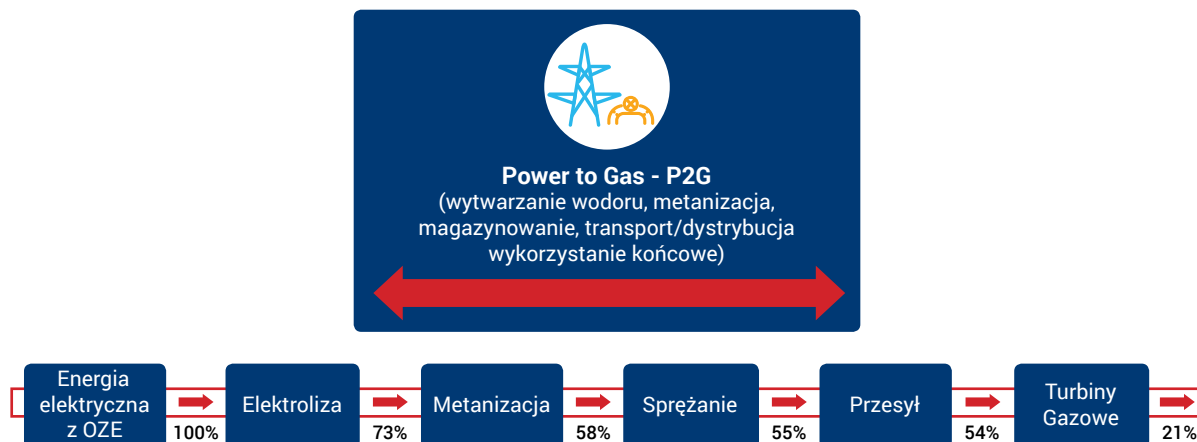 Power to Gas - P2G
(wytwarzanie wodoru, metanizacja,
magazynowanie, transport/dystrybucja
wykorzystanie końcowe)
Energia
elektryczna
z OZE
100%
Elektroliza
73%
Metanizacja
58%
Sprężanie
55%
Przesył
54%
Turbiny
Gazowe
21%